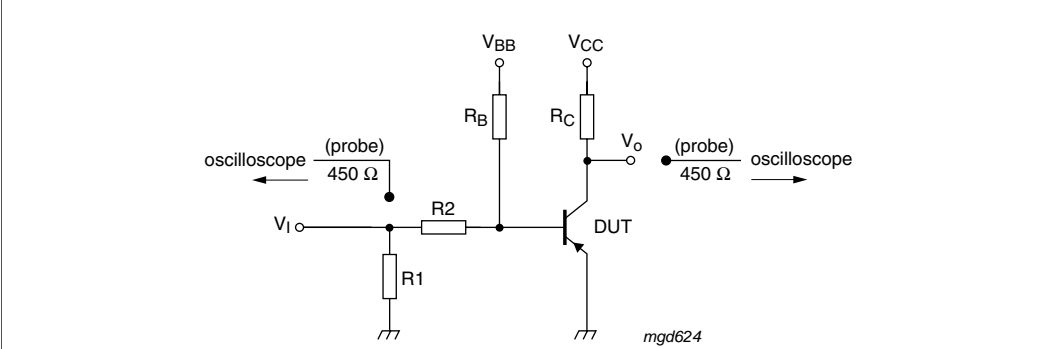 V_BB
V_CC
R_B
R_C
V_o
oscilloscope
(probe)
450 Ω
(probe)
450 Ω
oscilloscope
V_I
R2
DUT
R1
mgd624